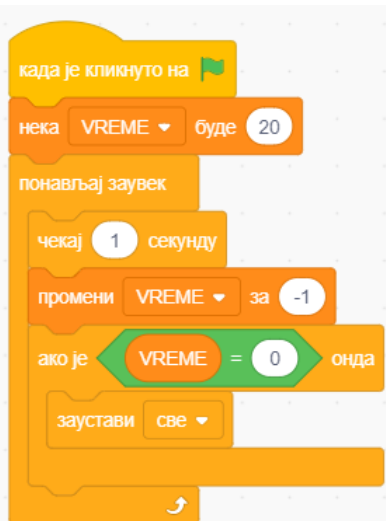 када је кликнуто на
нека VREME буде 20
понављај заувек
чекај 1 секунду
промени VREME за -1
ако је VREME = 0 онда
заустави све